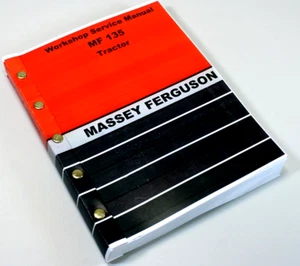 Workshop Service Manual
MF 135
Tractor
MASSEY FERGUSON